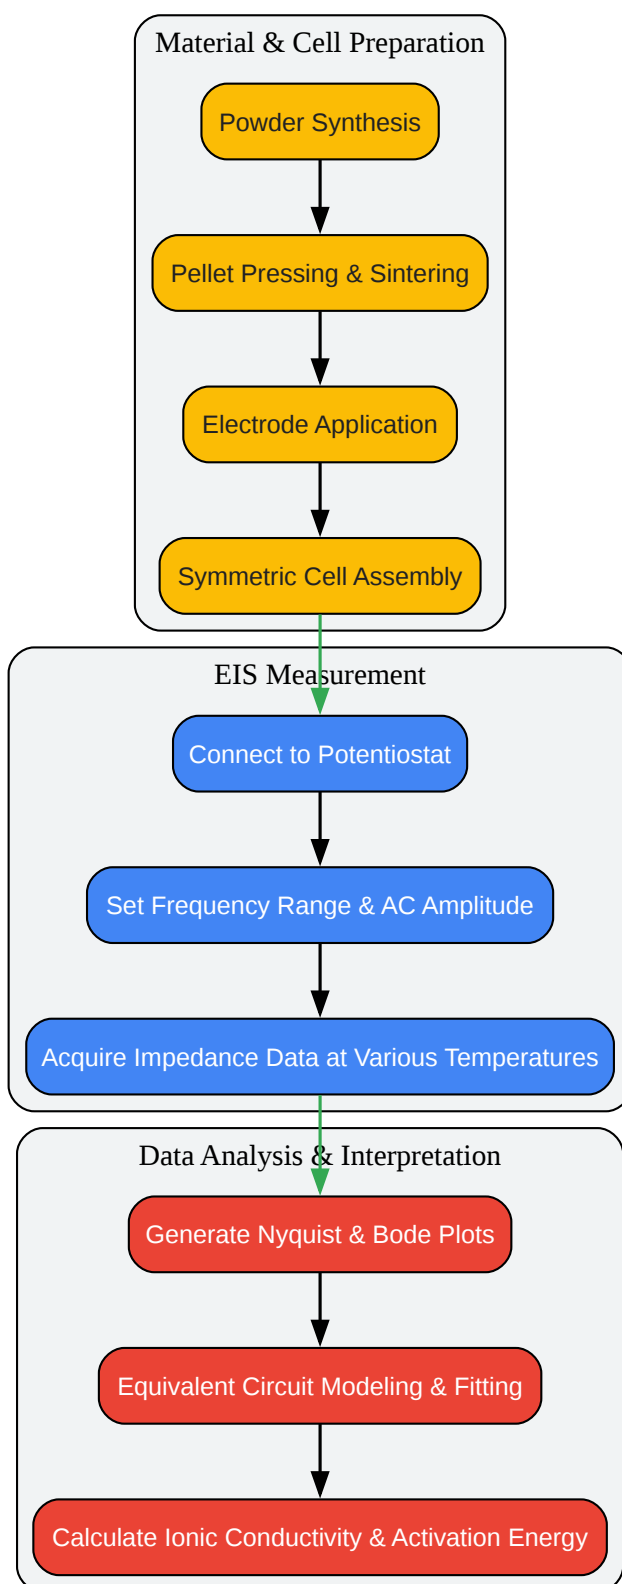 Material & Cell Preparation
Powder Synthesis
Pellet Pressing & Sintering
Electrode Application
Symmetric Cell Assembly
EIS Measurement
Connect to Potentiostat
Set Frequency Range & AC Amplitude
Acquire Impedance Data at Various Temperatures
Data Analysis & Interpretation
Generate Nyquist & Bode Plots
Equivalent Circuit Modeling & Fitting
Calculate Ionic Conductivity & Activation Energy